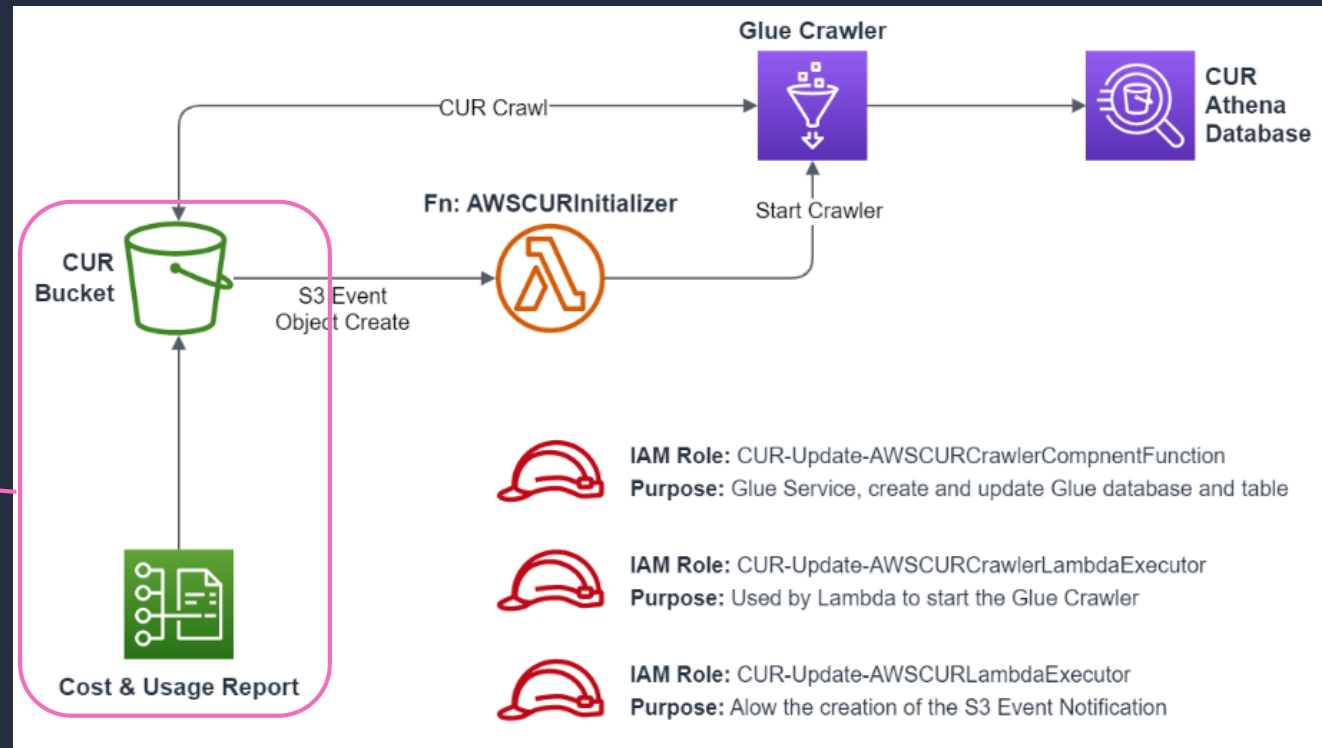 Glue Crawler
CUR
Athena
Database
CUR Crawl
Fn: AWSCURInitializer
Start Crawler
CUR
Bucket
S3 Event
Object Create
IAM Role: CUR-Update-AWSCURCrawlerCompnentFunction
Purpose: Glue Service, create and update Glue database and table
IAM Role: CUR-Update-AWSCURCrawlerLambdaExecutor
Purpose: Used by Lambda to start the Glue Crawler
IAM Role: CUR-Update-AWSCURLambdaExecutor
Purpose: Alow the creation of the S3 Event Notification
Cost & Usage Report